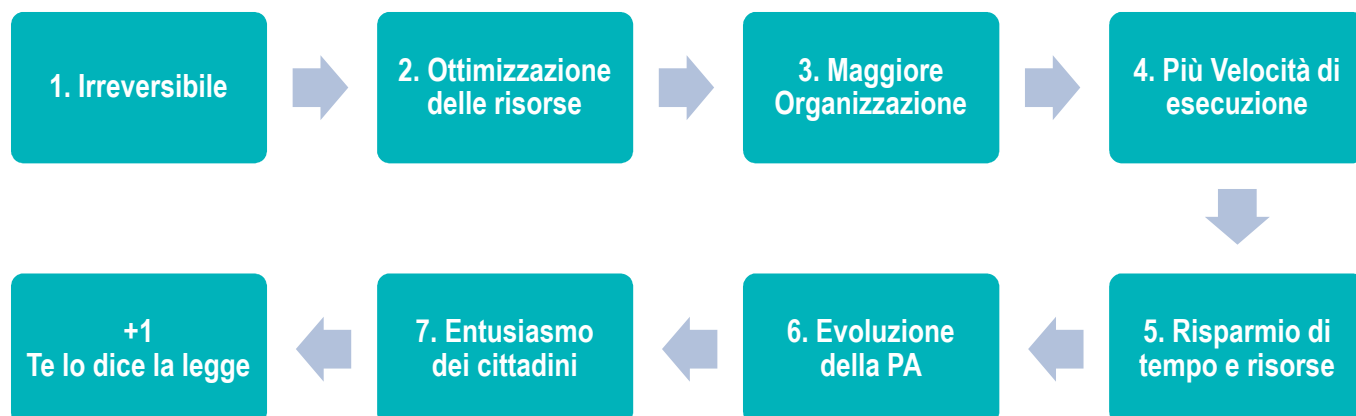 1. Irreversibile
2. Ottimizzazione
delle risorse
3. Maggiore
Organizzazione
4. Più Velocità di
esecuzione
5. Risparmio di
tempo e risorse
6. Evoluzione
della PA
7. Entusiasmo
dei cittadini
+1
Te lo dice la legge